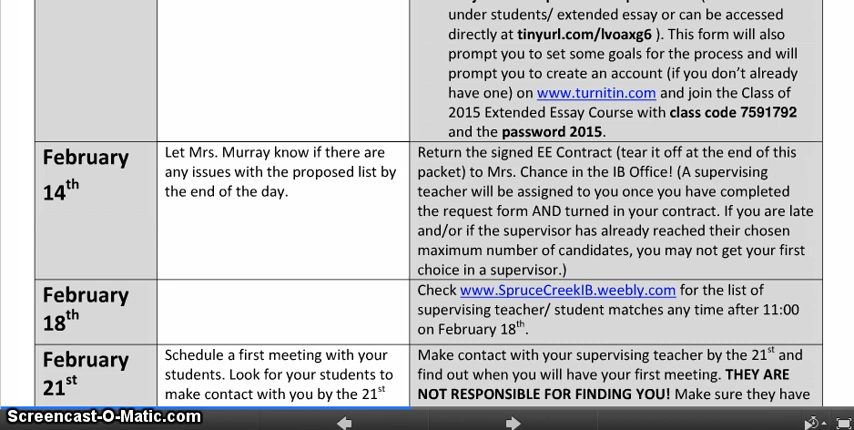 under students/ extended essay or can be accessed
directly at tinyurl.com/lvoaxg6 ). This form will also
prompt you to set some goals for the process and will
prompt you to create an account (if you don't already
have one) on www.turnitin.com and join the Class of
2015 Extended Essay Course with class code 7591792
and the password 2015.
February
14th
Let Mrs. Murray know if there are
any issues with the proposed list by
the end of the day.
Return the signed EE Contract (tear it off at the end of this
packet) to Mrs. Chance in the IB Office! (A supervising
teacher will be assigned to you once you have completed
the request form AND turned in your contract. If you are late
and/or if the supervisor has already reached their chosen
maximum number of candidates, you may not get your first
choice in a supervisor.)
February
18th
Check www.SpruceCreekIB.weebly.com for the list of
supervising teacher/ student matches any time after 11:00
on February 18th.
February
21st
Schedule a first meeting with your
students. Look for your students to
make contact with you by the 21st
Make contact with your supervising teacher by the 21st and
find out when you will have your first meeting. THEY ARE
NOT RESPONSIBLE FOR FINDING YOU! Make sure they have
Screencast-O-Matic.com